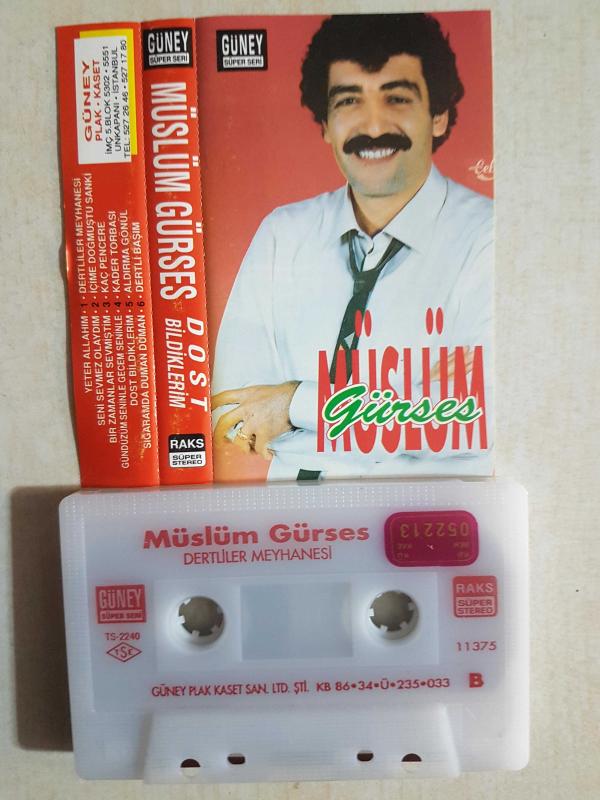 GÜNEY
PLAK • KASET
İMÇ 5.BLOK 5302 • 5551
UNKAPANI • İSTANBUL
TEL: 527 26 46 • 527 17 80
YETER ALLAHIM • 1 • DERTLİLER MEYHANESİ
SENİ SEVMEZ OLAYDIM • 2 • İÇİME DOĞMUŞTU SANKİ
BİR ZAMANLAR SEVMİŞTİM • 3 • KAÇ PENCERE
GÜNDÜZÜM SENİNLE GECEM SENİNLE • 4 • KADER TORBASI
DOST BİLDİKLERİM • 5 • ALDIRMA GÖNÜL
SİGARAMDA DUMAN DUMAN • 6 • DERTLİ BAŞIM
GÜNEY
SÜPER SERİ
MÜSLÜM GÜRSES
DOST
BİLDİKLERİM
RAKS
SÜPER
STEREO
GÜNEY
SÜPER SERİ
MÜSLÜM
Gürses
Müslüm Gürses
DERTLİLER MEYHANESİ
052213
GÜNEY
SÜPER SERİ
TS-2240
TSE
RAKS
SÜPER
STEREO
11375
GÜNEY PLAK KASET SAN. LTD. ŞTİ. KB 86•34•Ü•235•033 B